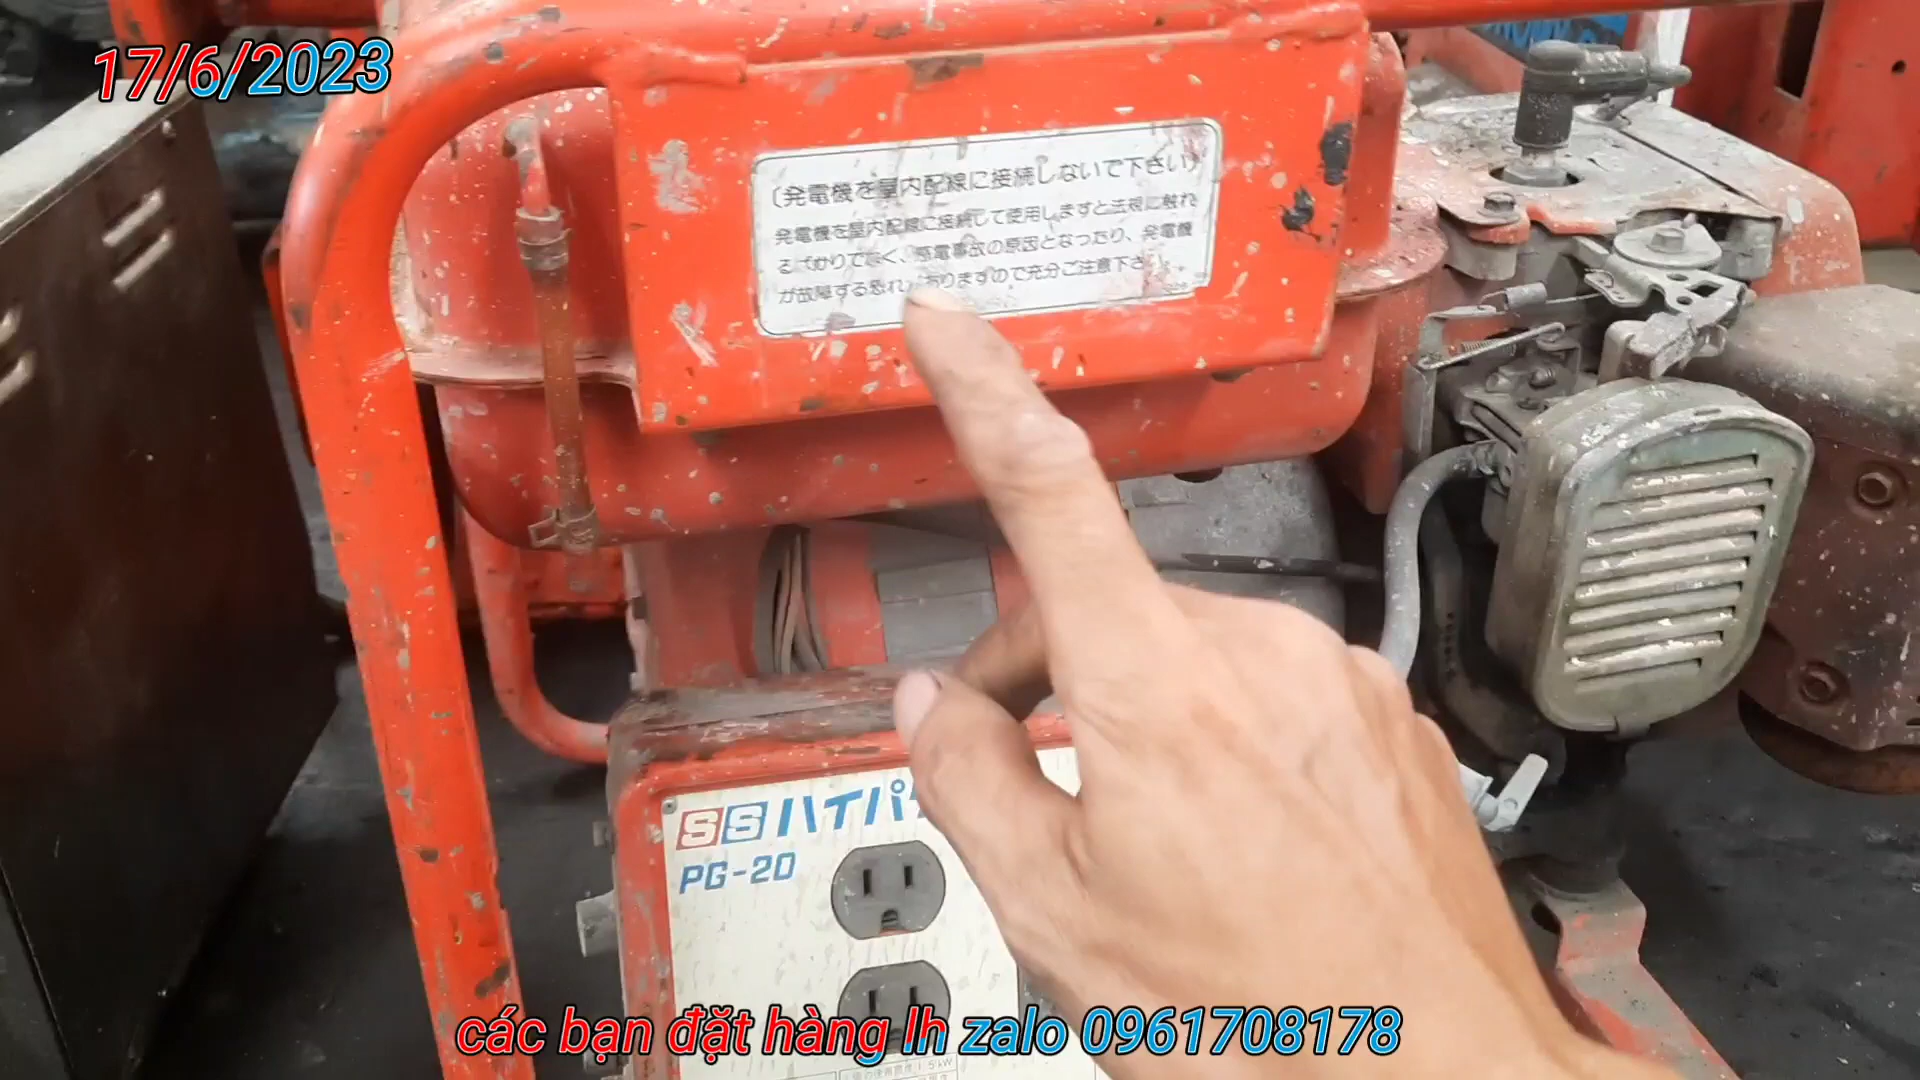 17/6/2023
(発電機を屋内配線に接続しないで下さい)
発電機を屋内配線に接続して使用しますと法規に触れ
るばかりでなく、感電事故の原因となったり、発電機
が故障する恐れがありますので充分ご注意下さい。
SSハイパ
PG-20
các bạn đặt hàng lh zalo 0961708178